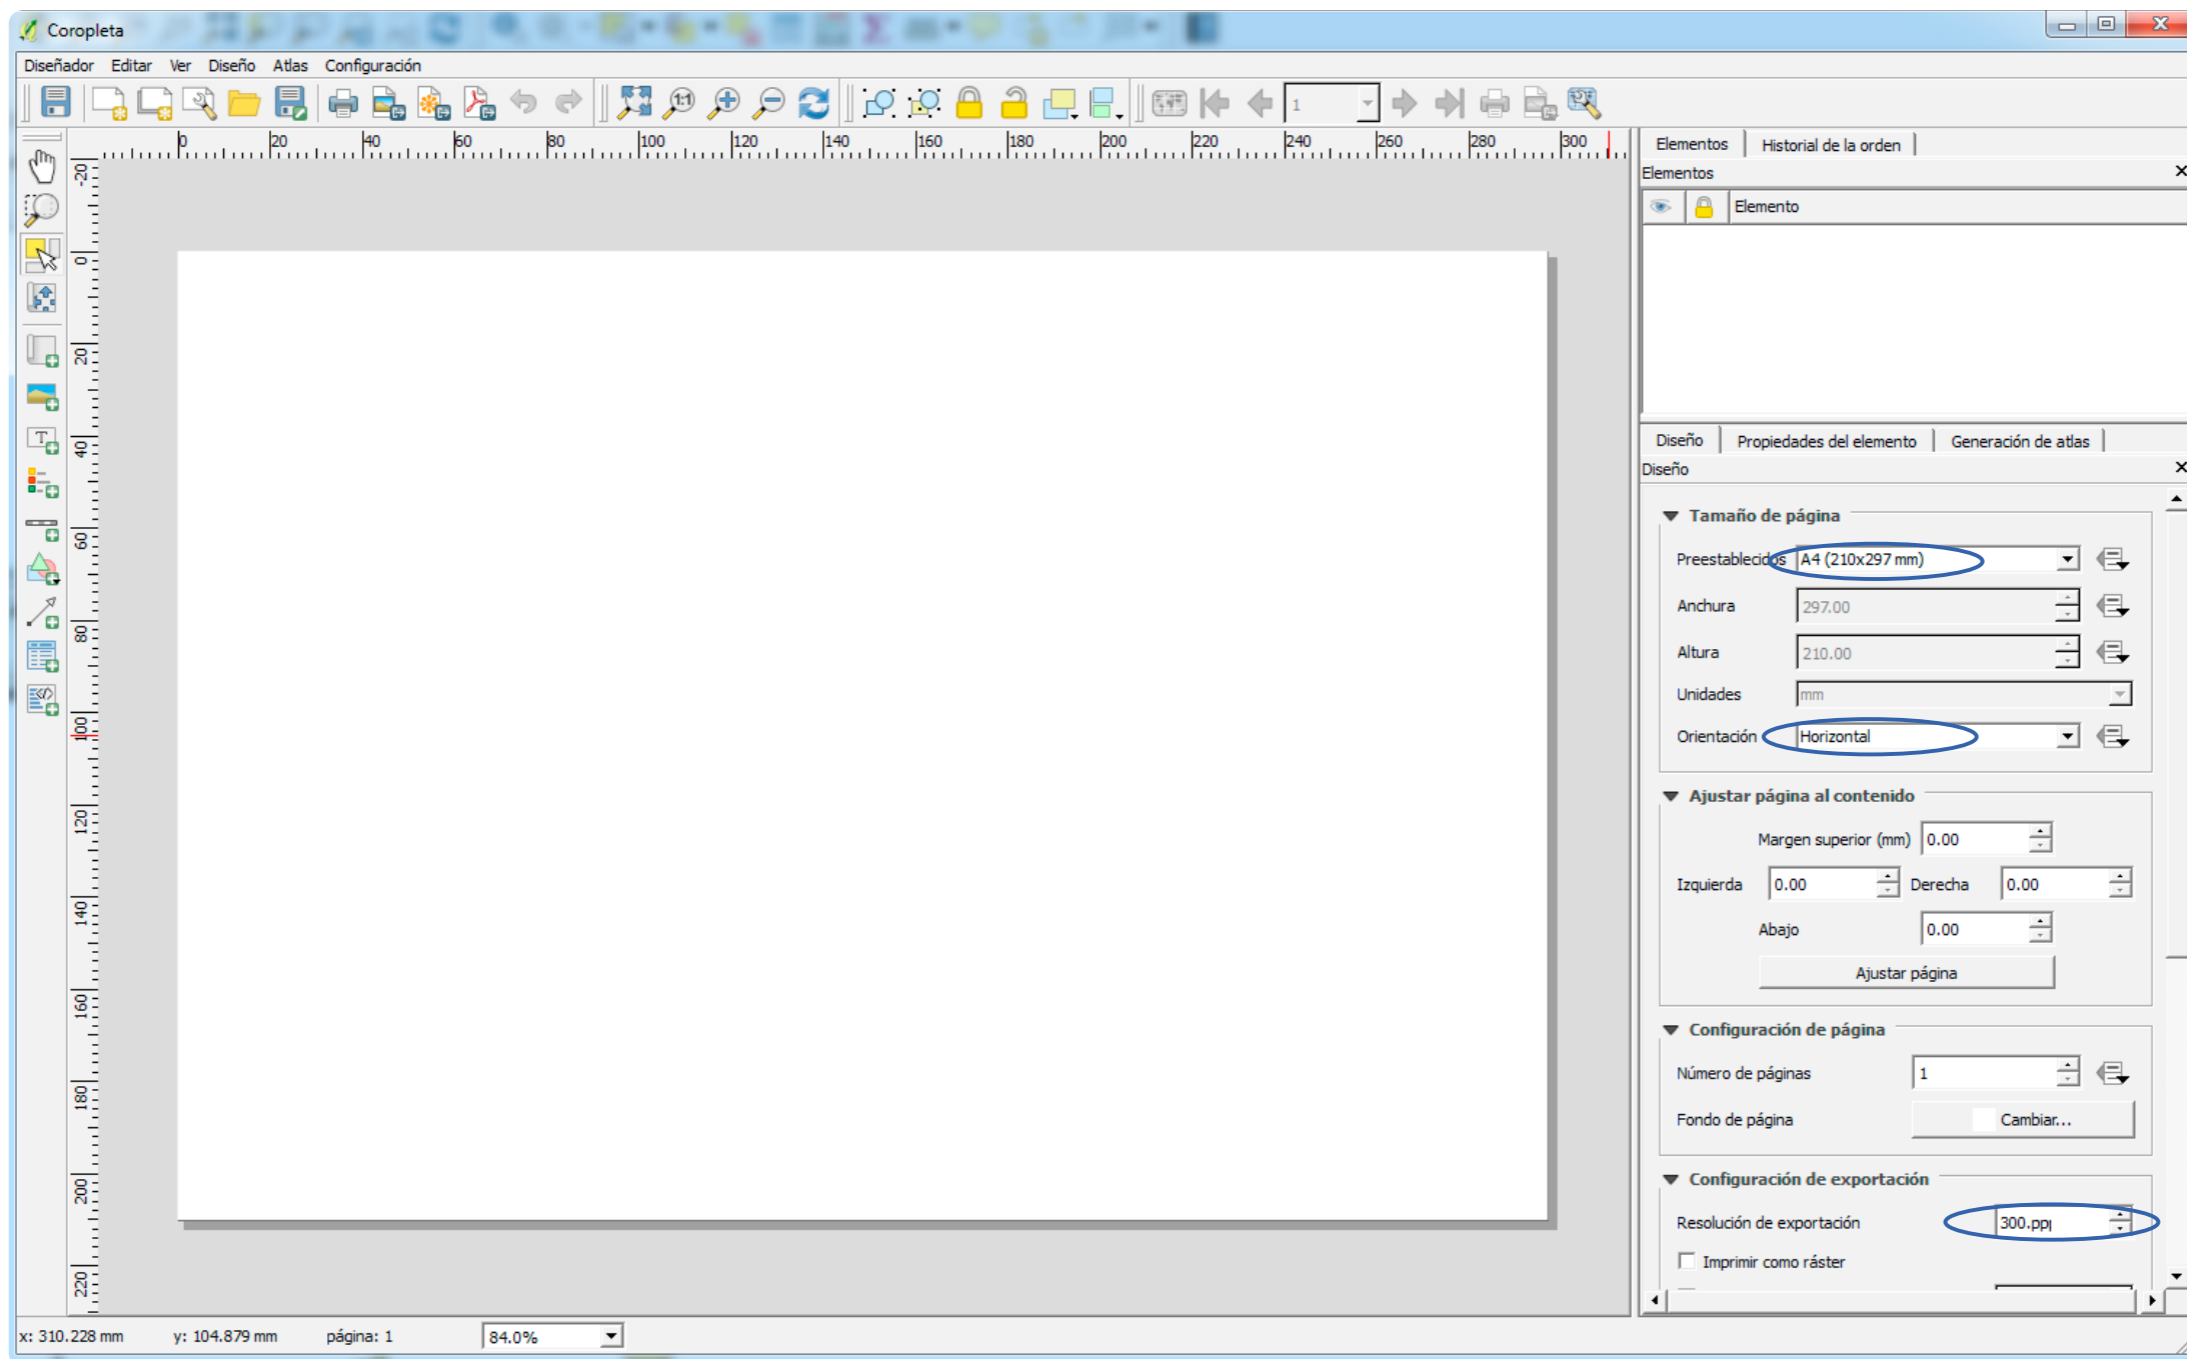 Coropleta
Diseñador Editar Ver Diseño Atlas Configuración
1:1 1
0 20 40 60 80 100 120 140 160 180 200 220 240 260 280 300
-20 0 20 40 60 80 100 120 140 160 180 200 220
Elementos Historial de la orden
Elementos
Elemento
Diseño Propiedades del elemento Generación de atlas
Diseño
Tamaño de página
Preestablecidos A4 (210x297 mm)
Anchura 297.00
Altura 210.00
Unidades mm
Orientación Horizontal
Ajustar página al contenido
Margen superior (mm) 0.00
Izquierda 0.00 Derecha 0.00
Abajo 0.00
Ajustar página
Configuración de página
Número de páginas 1
Fondo de página Cambiar...
Configuración de exportación
Resolución de exportación 300.ppp
Imprimir como ráster
x: 310.228 mm y: 104.879 mm página: 1 84.0%